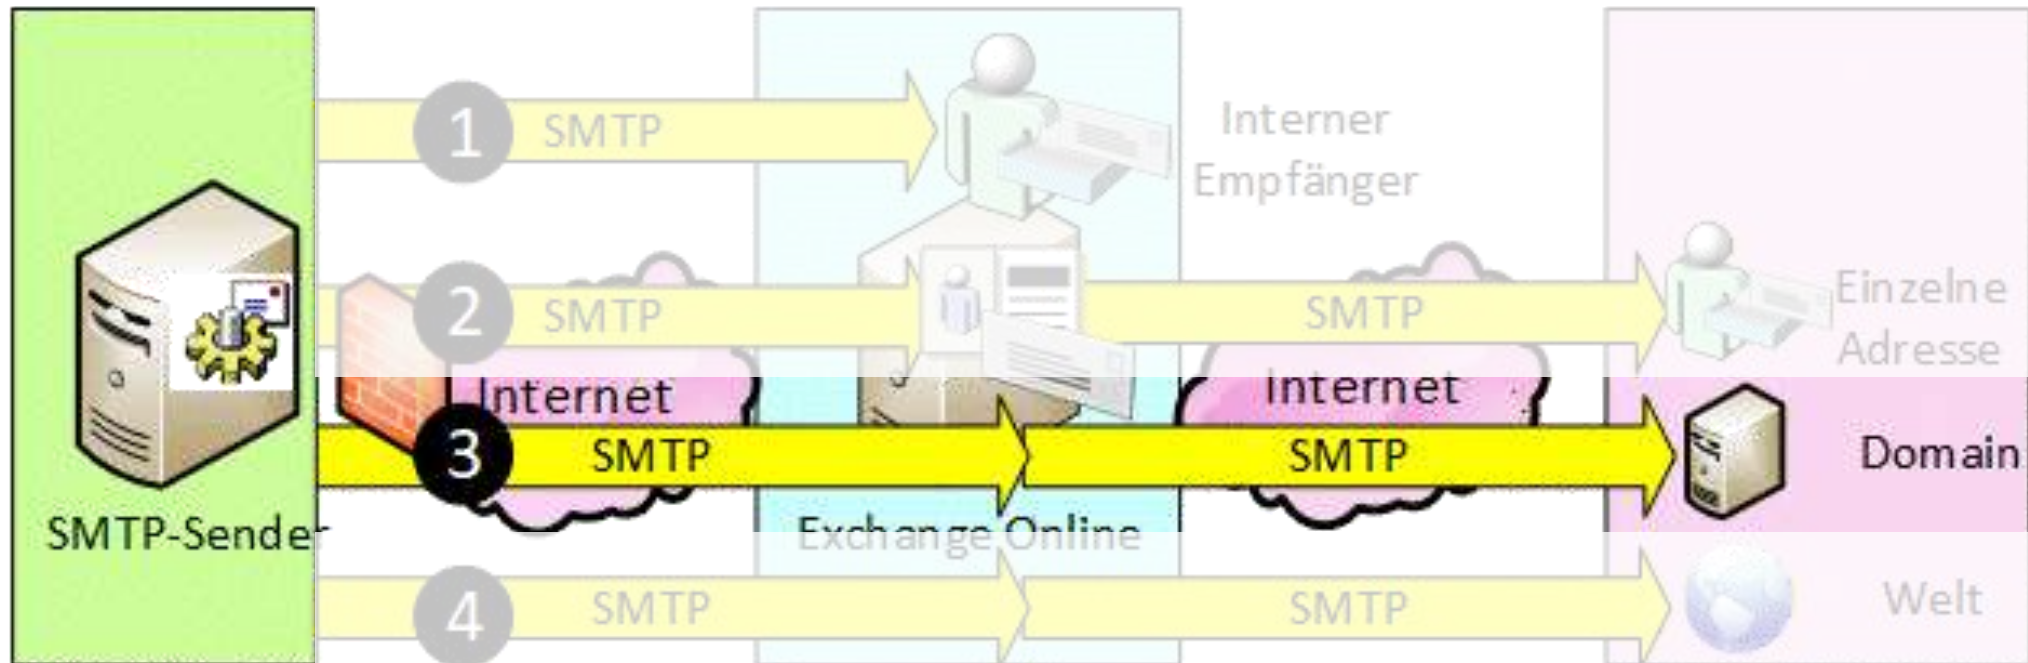 1
SMTP
Interner
Empfänger
2
SMTP
SMTP
Einzelne
Adresse
Internet
Internet
3
SMTP
SMTP
Domain
SMTP-Sender
Exchange Online
4
SMTP
SMTP
Welt